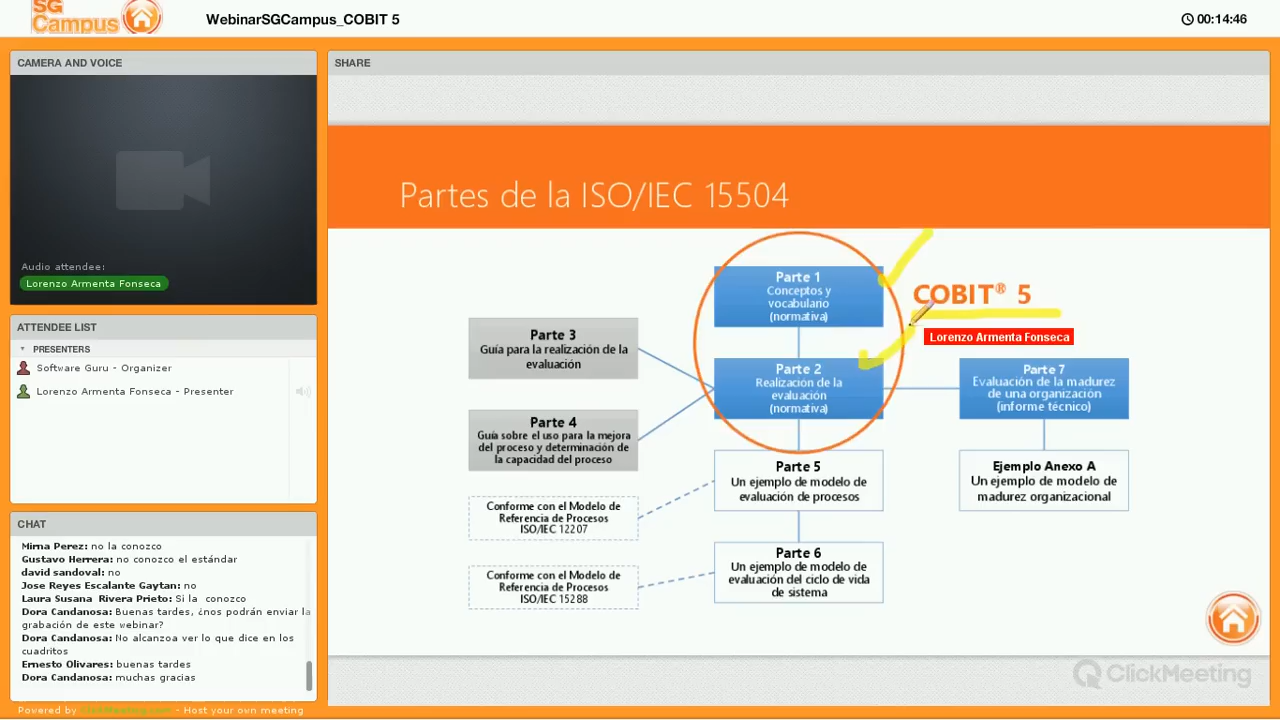 SG
Campus
WebinarSGCampus_COBIT 5
00:14:46
CAMERA AND VOICE
Audio attendee:
Lorenzo Armenta Fonseca
ATTENDEE LIST
PRESENTERS
Software Guru - Organizer
Lorenzo Armenta Fonseca - Presenter
CHAT
Mirna Perez: no la conozco
Gustavo Herrera: no conozco el estándar
david sandoval: no
Jose Reyes Escalante Gaytan: no
Laura Susana Rivera Prieto: Si la conozco
Dora Candanosa: Buenas tardes, ¿nos podrán enviar la
grabación de este webinar?
Dora Candanosa: No alcanzoa ver lo que dice en los
cuadritos
Ernesto Olivares: buenas tardes
Dora Candanosa: muchas gracias
Powered by ClickMeeting.com - Host your own meeting
SHARE
Partes de la ISO/IEC 15504
Parte 1
Conceptos y
vocabulario
(normativa)
COBIT® 5
Lorenzo Armenta Fonseca
Parte 3
Guía para la realización de la
evaluación
Parte 2
Realización de la
evaluación
(normativa)
Parte 7
Evaluación de la madurez
de una organización
(informe técnico)
Parte 4
Guía sobre el uso para la mejora
del proceso y determinación de
la capacidad del proceso
Parte 5
Un ejemplo de modelo de
evaluación de procesos
Ejemplo Anexo A
Un ejemplo de modelo de
madurez organizacional
Conforme con el Modelo de
Referencia de Procesos
ISO/IEC 12207
Parte 6
Un ejemplo de modelo de
evaluación del ciclo de vida
de sistema
Conforme con el Modelo de
Referencia de Procesos
ISO/IEC 15288
ClickMeeting